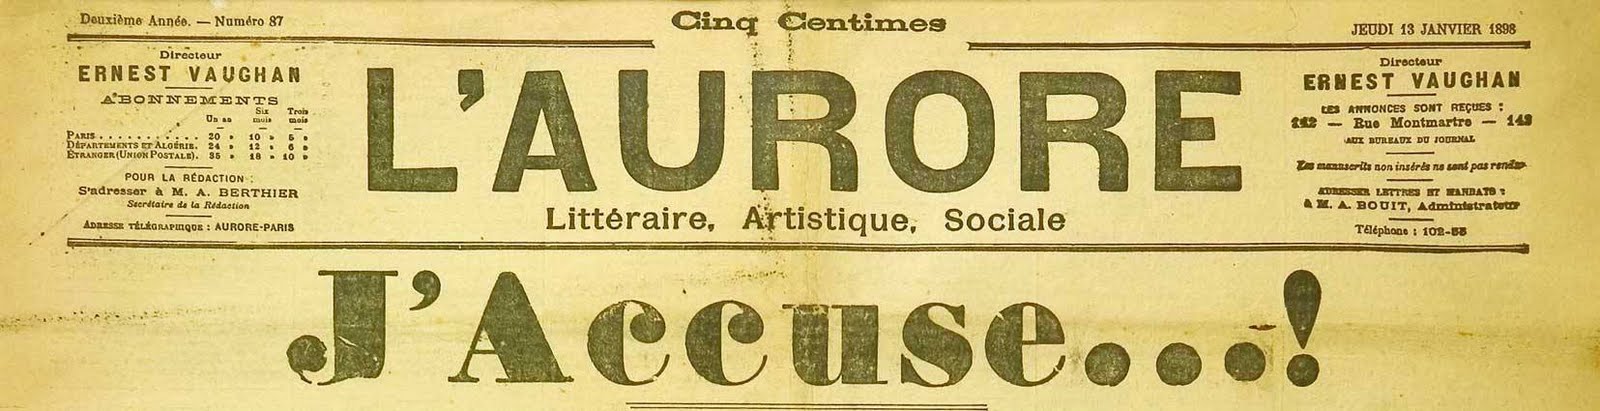 Deuxième Année. — Numéro 87
Cinq Centimes
JEUDI 13 JANVIER 1898
Directeur
ERNEST VAUGHAN
ABONNEMENTS
Un an Six mois Trois mois
PARIS 20 » 10 » 5 »
DÉPARTEMENTS ET ALGÉRIE. 24 » 12 » 6 »
ÉTRANGER (UNION POSTALE). 35 » 18 » 10 »
POUR LA RÉDACTION :
S'adresser à M. A. BERTHIER
Secrétaire de la Rédaction
ADRESSE TÉLÉGRAPHIQUE : AURORE-PARIS
L'AURORE
Littéraire, Artistique, Sociale
Directeur
ERNEST VAUGHAN
LES ANNONCES SONT REÇUES :
142 — Rue Montmartre — 142
AUX BUREAUX DU JOURNAL
Les manuscrits non insérés ne sont pas rendus
ADRESSER LETTRES ET MANDATS :
à M. A. BOUIT, Administrateur
Téléphone : 102-55
J'Accuse...!